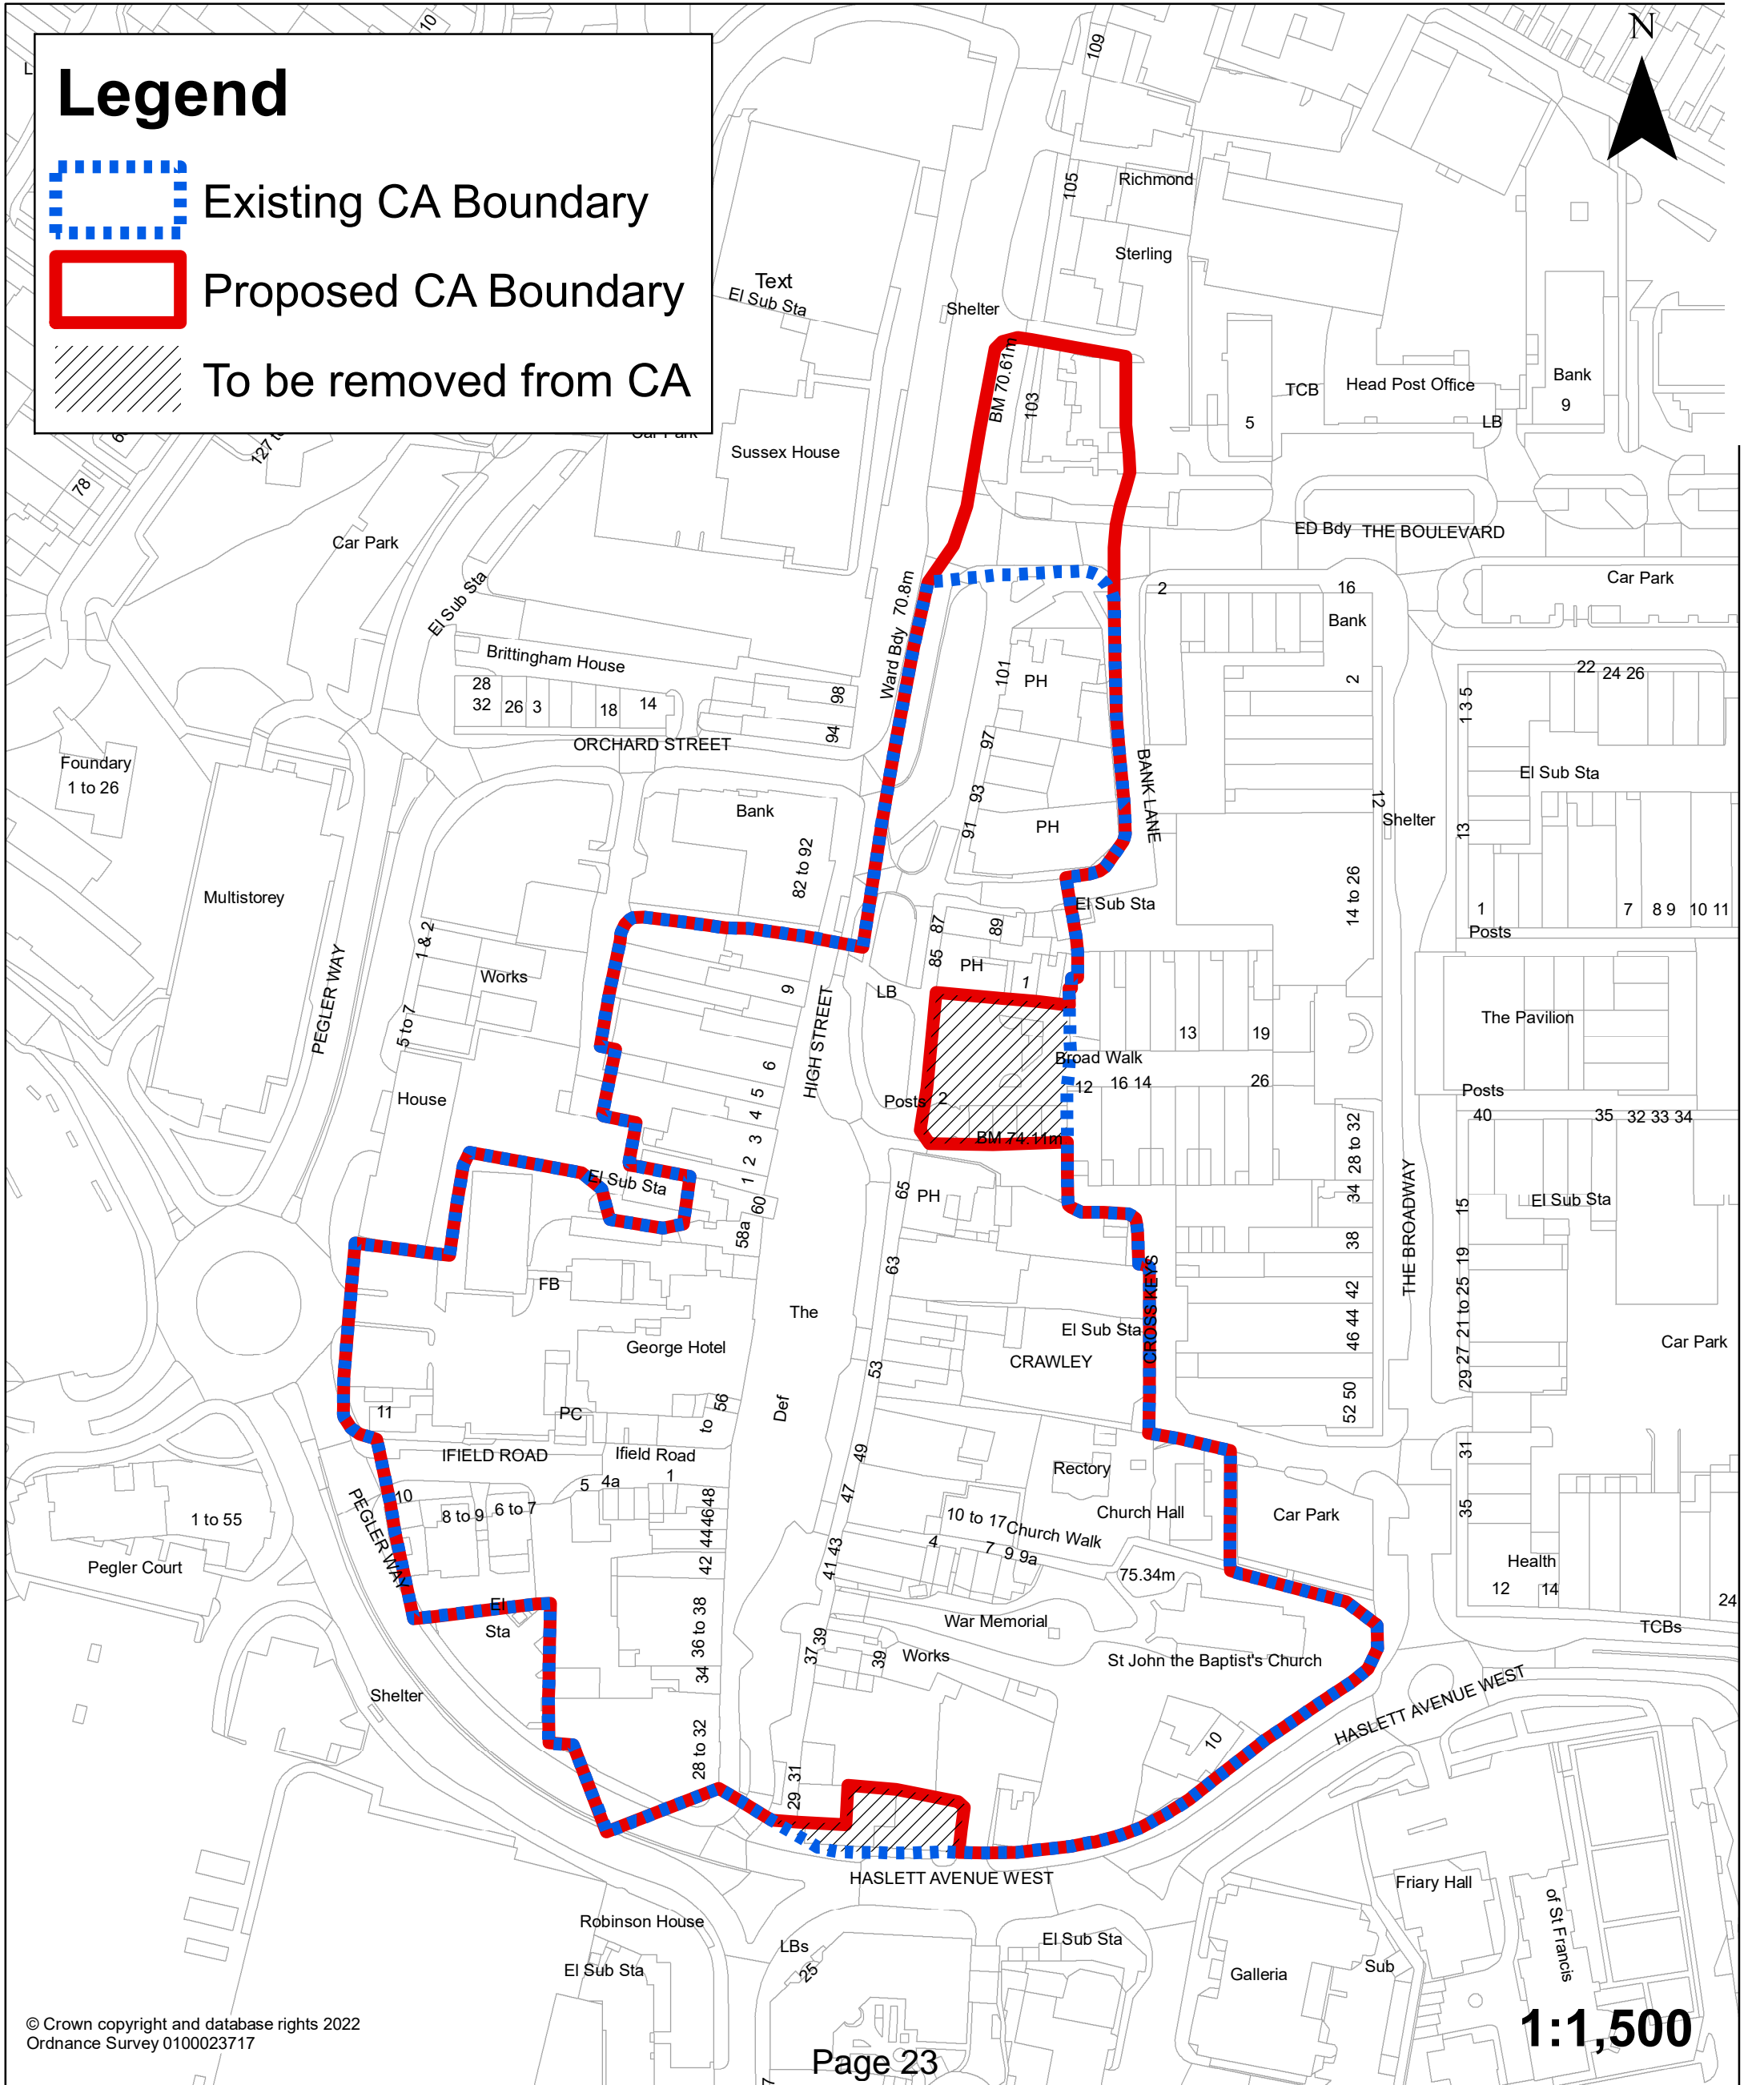 10
109
N
L
Legend
Existing CA Boundary
Proposed CA Boundary
To be removed from CA
105
Richmond
Sterling
Text
El Sub Sta
Shelter
BM 70.61m
103
TCB
Head Post Office
Bank
9
5
LB
Car Park
Sussex House
127 to
78
Car Park
ED Bdy
THE BOULEVARD
El Sub Sta
Ward Bdy 70.8m
2
16
Car Park
Bank
Brittingham House
28
32
26
3
18
14
98
94
101
PH
2
22
24 26
1 3 5
ORCHARD STREET
97
BANK LANE
Foundary
1 to 26
El Sub Sta
93
91
PH
Bank
12
Shelter
13
82 to 92
Multistorey
El Sub Sta
14 to 26
1
7
8 9
10 11
Posts
87
89
85
PH
1
1 & 2
Works
PEGLER WAY
9
LB
HIGH STREET
5 to 7
The Pavilion
13
19
Broad Walk
6
5
4
3
2
1
House
Posts
2
12
16 14
26
Posts
40
35
32 33 34
BM 74.11m
28 to 32
El Sub Sta
60
58a
65
PH
34
15
El Sub Sta
38
63
CROSS KEYS
THE BROADWAY
19
FB
The
42
21 to 25
George Hotel
El Sub Sta
46 44
CRAWLEY
Car Park
53
29 27
11
PC
to 56
Def
52 50
IFIELD ROAD
Ifield Road
49
31
Rectory
5
4a
1
47
10
8 to 9
6 to 7
PEGLER WAY
1 to 55
Pegler Court
42 44 46 48
10 to 17
Church Walk
Church Hall
Car Park
35
41 43
4
7
9 9a
75.34m
Health
12
14
24
El
Sta
36 to 38
War Memorial
TCBs
39
37
39
Works
St John the Baptist's Church
34
Shelter
HASLETT AVENUE WEST
28 to 32
10
29 31
HASLETT AVENUE WEST
Friary Hall
Robinson House
of St Francis
LBs
El Sub Sta
25
El Sub Sta
Galleria
Sub
© Crown copyright and database rights 2022
Ordnance Survey 0100023717
1:1,500
Page 23